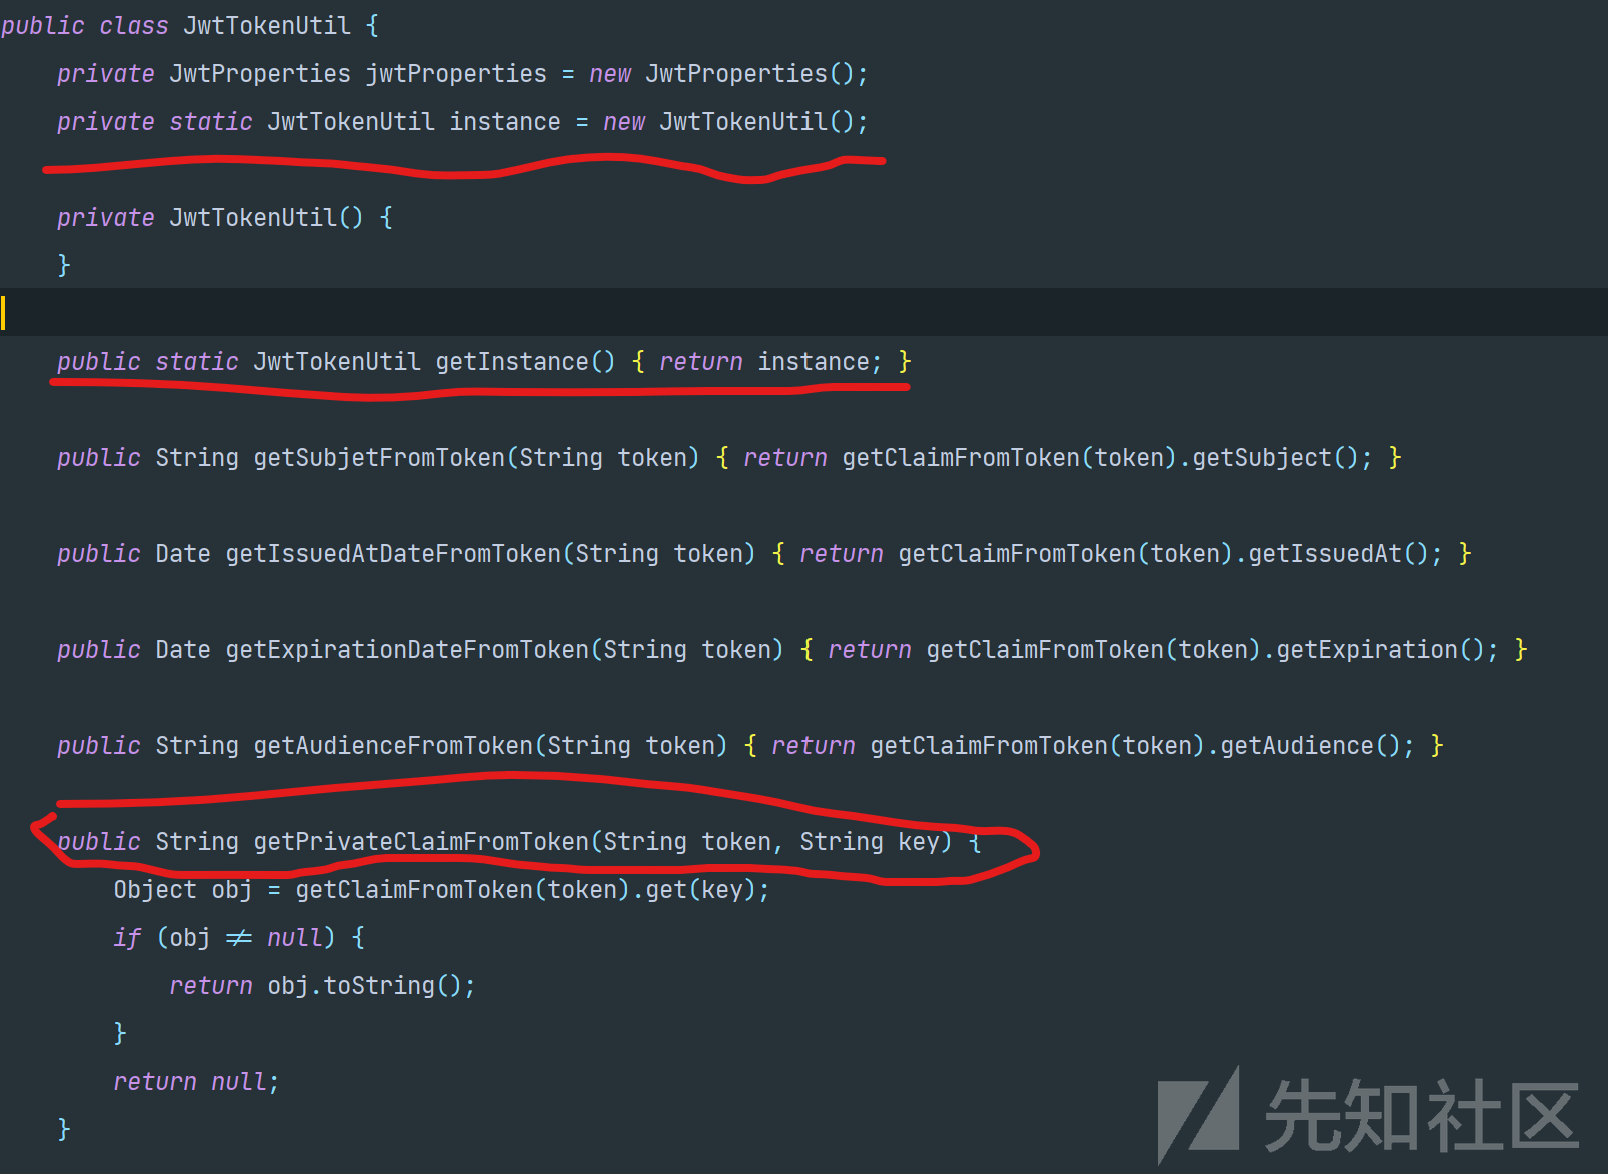 public class JwtTokenUtil {
private JwtProperties jwtProperties = new JwtProperties();
private static JwtTokenUtil instance = new JwtTokenUtil();
private JwtTokenUtil() {
}
public static JwtTokenUtil getInstance() { return instance; }
public String getSubjetFromToken(String token) { return getClaimFromToken(token).getSubject(); }
public Date getIssuedAtDateFromToken(String token) { return getClaimFromToken(token).getIssuedAt(); }
public Date getExpirationDateFromToken(String token) { return getClaimFromToken(token).getExpiration(); }
public String getAudienceFromToken(String token) { return getClaimFromToken(token).getAudience(); }
public String getPrivateClaimFromToken(String token, String key) {
Object obj = getClaimFromToken(token).get(key);
if (obj ≠ null) {
return obj.toString();
}
return null;
}
先知社区